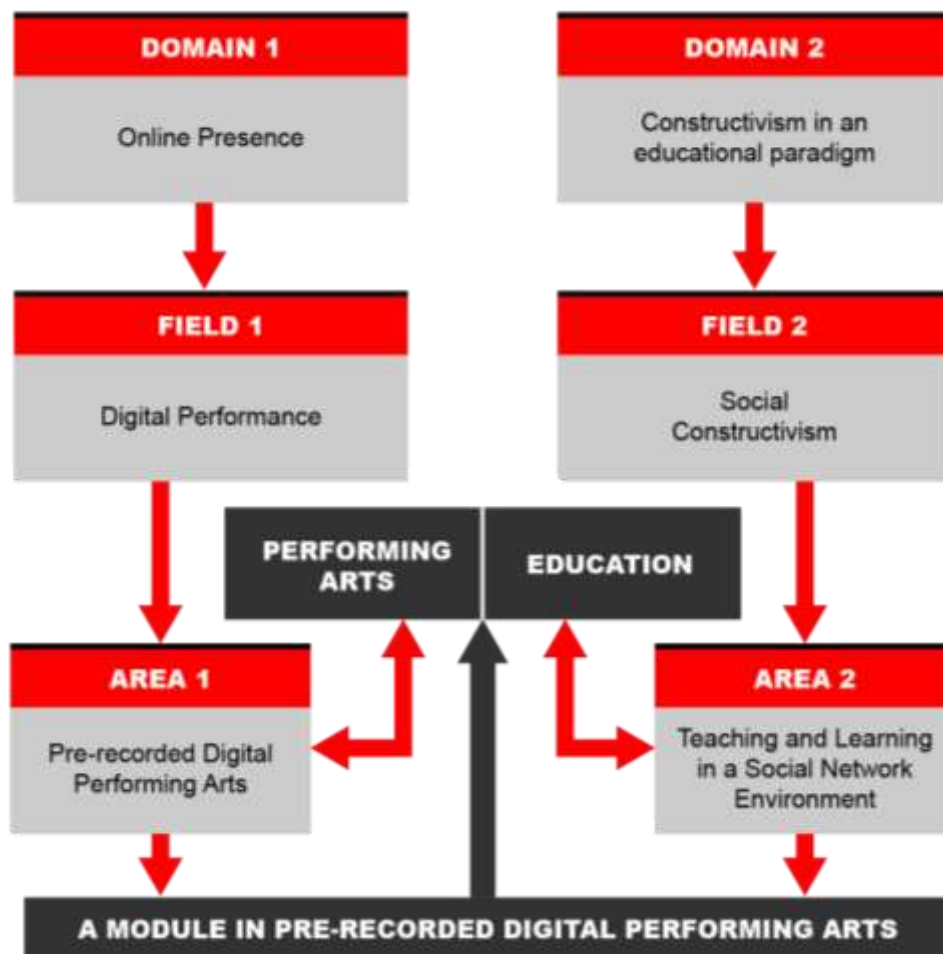 DOMAIN 1
Online Presence
DOMAIN 2
Constructivism in an
educational paradigm
FIELD 1
Digital Performance
FIELD 2
Social
Constructivism
PERFORMING
ARTS
EDUCATION
AREA 1
Pre-recorded Digital
Performing Arts
AREA 2
Teaching and Learning
in a Social Network
Environment
A MODULE IN PRE-RECORDED DIGITAL PERFORMING ARTS